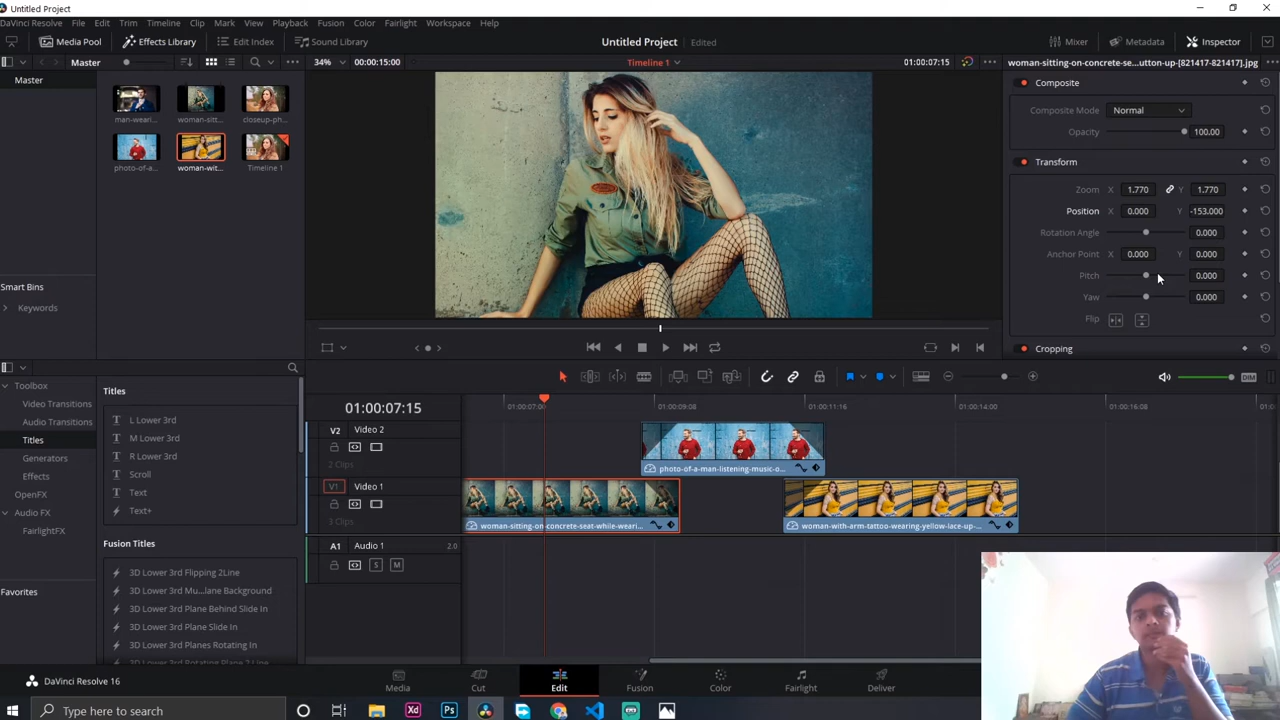 Untitled Project
DaVinci Resolve File Edit Trim Timeline Clip Mark View Playback Fusion Color Fairlight Workspace Help
Media Pool Effects Library Edit Index Sound Library Untitled Project Edited Mixer Metadata Inspector
Master 34% 00:00:15:00 Timeline 1 01:00:07:15 woman-sitting-on-concrete-se...utton-up-[821417-821417].jpg
Master
man-weari... woman-sitt... closeup-ph...
photo-of-a... woman-wit... Timeline 1
Smart Bins
Keywords
Composite
Composite Mode Normal
Opacity 100.00
Transform
Zoom X 1.770 Y 1.770
Position X 0.000 Y -153.000
Rotation Angle 0.000
Anchor Point X 0.000 Y 0.000
Pitch 0.000
Yaw 0.000
Flip
Cropping
Toolbox
Video Transitions
Audio Transitions
Titles
Generators
Effects
OpenFX
Audio FX
FairlightFX
Favorites
Titles
L Lower 3rd
M Lower 3rd
R Lower 3rd
Scroll
Text
Text+
Fusion Titles
3D Lower 3rd Flipping 2Line
3D Lower 3rd Mu...lane Background
3D Lower 3rd Plane Behind Slide In
3D Lower 3rd Plane Slide In
3D Lower 3rd Planes Rotating In
3D Lower 3rd Rotating Plane 2 Line
DIM
01:00:07:15 01:00:07:00 01:00:09:08 01:00:11:16 01:00:14:00 01:00:16:08
V2 Video 2
2 Clips
photo-of-a-man-listening-music-o...
V1 Video 1
3 Clips
woman-sitting-on-concrete-seat-while-weari...
woman-with-arm-tattoo-wearing-yellow-lace-up-...
A1 Audio 1 2.0
S M
DaVinci Resolve 16
Media Cut Edit Fusion Color Fairlight Deliver
Type here to search
Xd Ps